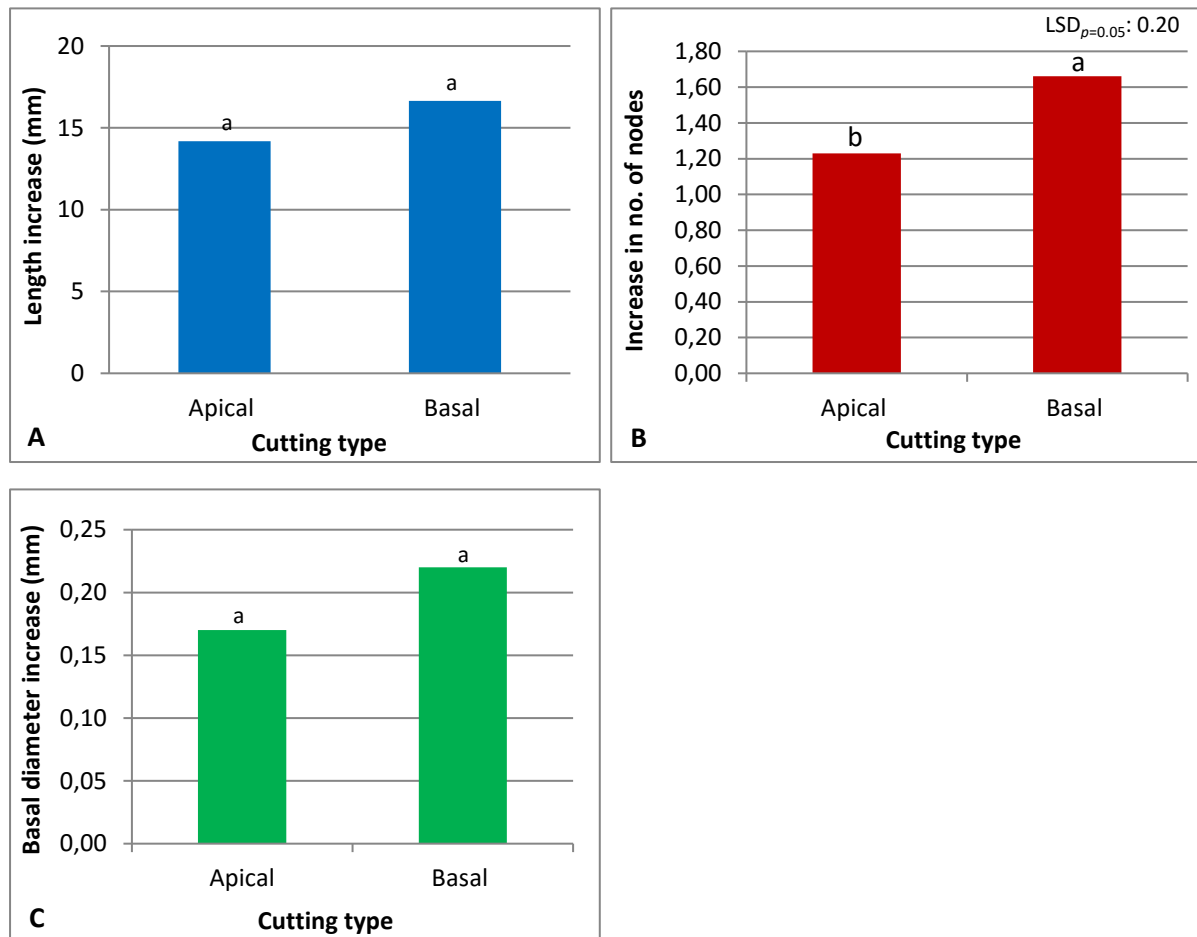 20
15
10
5
0
Length increase (mm)
a
a
Apical
Basal
Cutting type
A
LSDp=0.05: 0.20
1,80
1,60
1,40
1,20
1,00
0,80
0,60
0,40
0,20
0,00
Increase in no. of nodes
b
a
Apical
Basal
Cutting type
B
0,25
0,20
0,15
0,10
0,05
0,00
Basal diameter increase (mm)
a
a
Apical
Basal
Cutting type
C